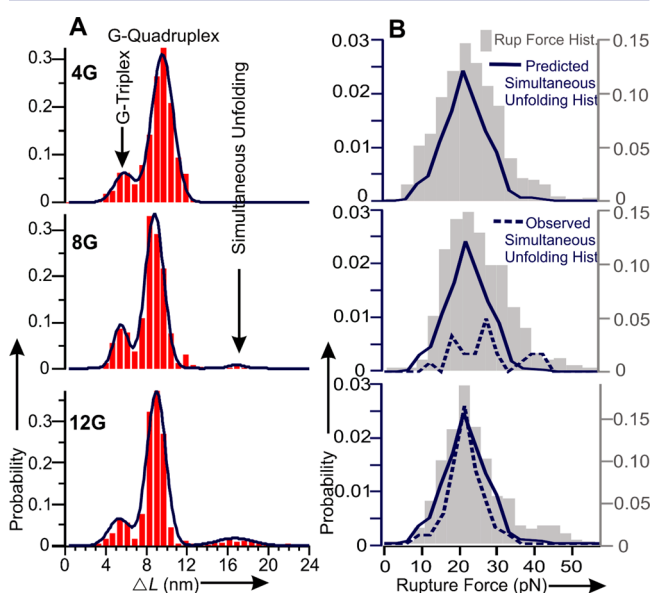 A
G-Quadruplex
4G
G-Triplex
Simultaneous Unfolding
0.3
0.2
0.1
0
8G
0.3
0.2
0.1
0
12G
0.3
0.2
0.1
0
Probability
0 4 8 12 16 20 24
△L (nm)
B
Rup Force Hist.
Predicted
Simultaneous
Unfolding Hist
0.03
0.02
0.01
0
0.15
0.10
0.05
0
Observed
Simultaneous
Unfolding Hist
0.03
0.02
0.01
0
0.15
0.10
0.05
0
0.03
0.02
0.01
0
0.15
0.10
0.05
0
Probability
0 10 20 30 40 50
Rupture Force (pN)